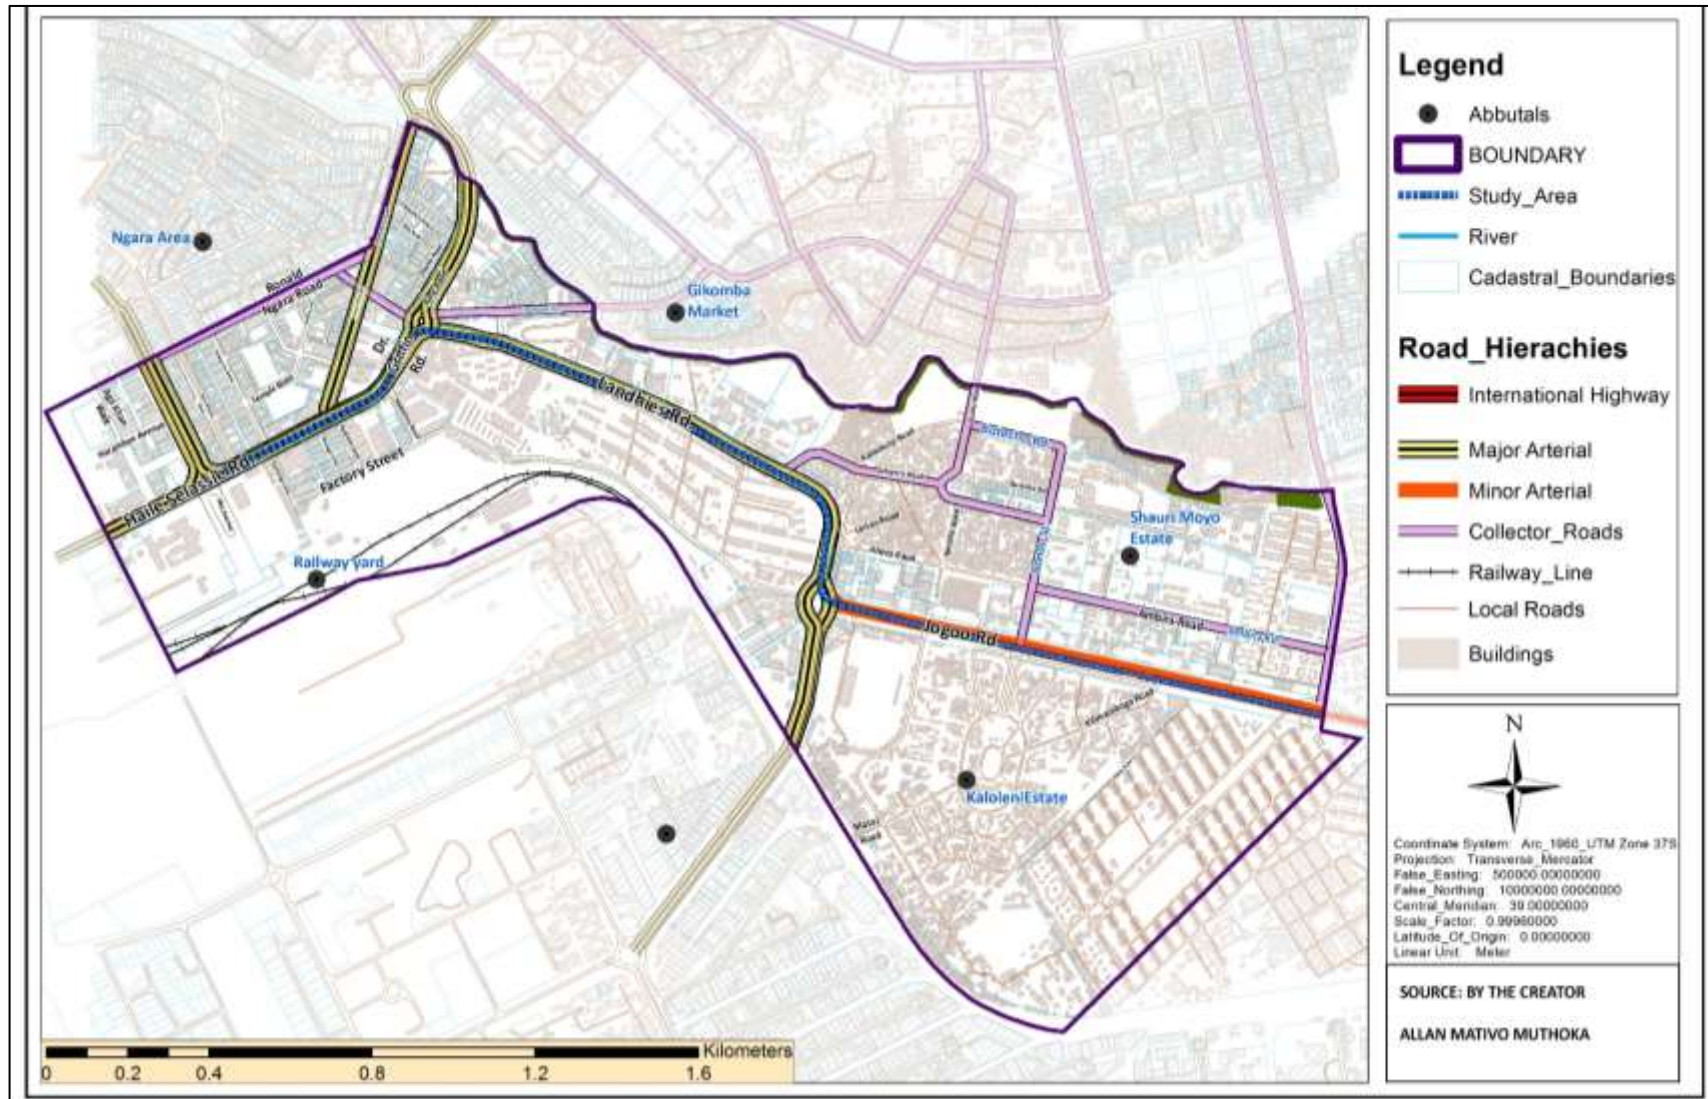 Ngara Area
Ronald
Ngara Road
Gikomba
Market
Dr.
Griffin
Rd.
Landhies Rd.
Temple Road
Haile Selassie Rd
Factory Street
Railway yard
Shauri Moyo
Estate
Jogoo Rd
Kaloleni Estate
Road
0
0.2
0.4
0.8
1.2
1.6
Kilometers
Legend
Abbutals
BOUNDARY
Study_Area
River
Cadastral_Boundaries
Road_Hierachies
International Highway
Major Arterial
Minor Arterial
Collector_Roads
Railway_Line
Local Roads
Buildings
N
Coordinate System: Arc_1960_UTM Zone 37S
Projection: Transverse_Mercator
False_Easting: 500000.00000000
False_Northing: 10000000.00000000
Central_Meridian: 39.00000000
Scale_Factor: 0.99960000
Latitude_Of_Origin: 0.00000000
Linear Unit: Meter
SOURCE: BY THE CREATOR
ALLAN MATIVO MUTHOKA